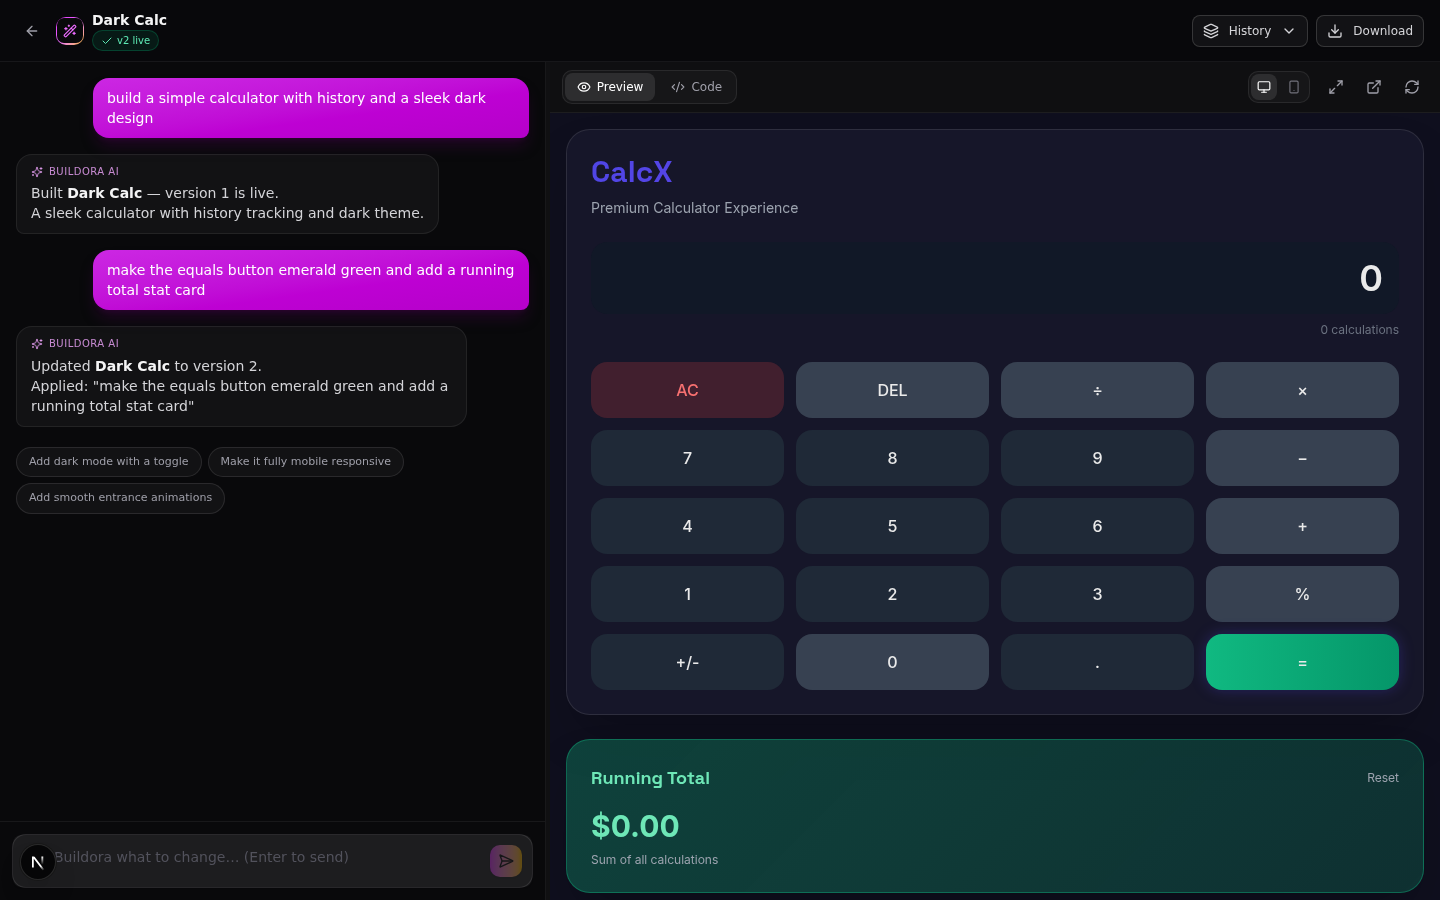 Dark Calc
v2 live
History
Download
build a simple calculator with history and a sleek dark
design
BUILDORA AI
Built Dark Calc — version 1 is live.
A sleek calculator with history tracking and dark theme.
make the equals button emerald green and add a running
total stat card
BUILDORA AI
Updated Dark Calc to version 2.
Applied: "make the equals button emerald green and add a
running total stat card"
Add dark mode with a toggle
Make it fully mobile responsive
Add smooth entrance animations
N
Buildora what to change... (Enter to send)
Preview
Code
CalcX
Premium Calculator Experience
0
0 calculations
AC DEL ÷ ×
7 8 9 −
4 5 6 +
1 2 3 %
+/- 0 . =
Running Total
Reset
$0.00
Sum of all calculations